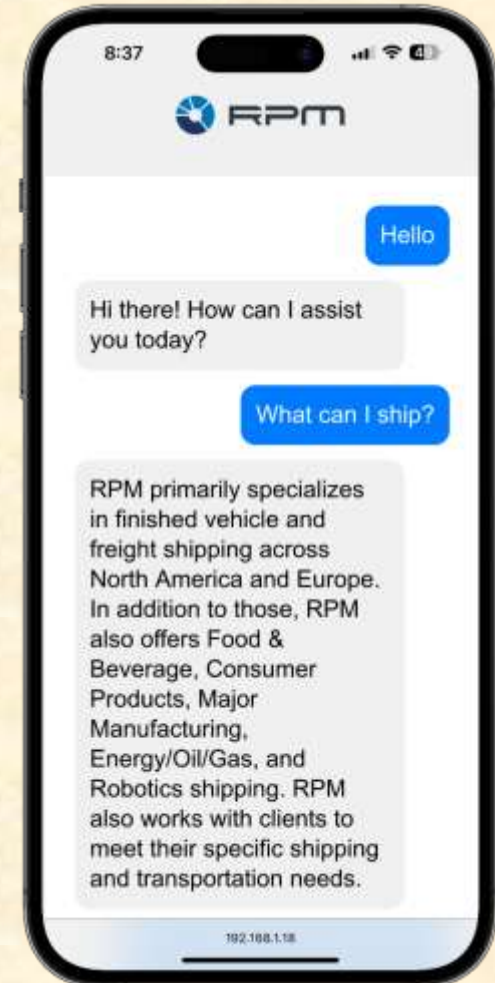 8:37
RPM
Hello
Hi there! How can I assist
you today?
What can I ship?
RPM primarily specializes
in finished vehicle and
freight shipping across
North America and Europe.
In addition to those, RPM
also offers Food &
Beverage, Consumer
Products, Major
Manufacturing,
Energy/Oil/Gas, and
Robotics shipping. RPM
also works with clients to
meet their specific shipping
and transportation needs.
192.168.1.18